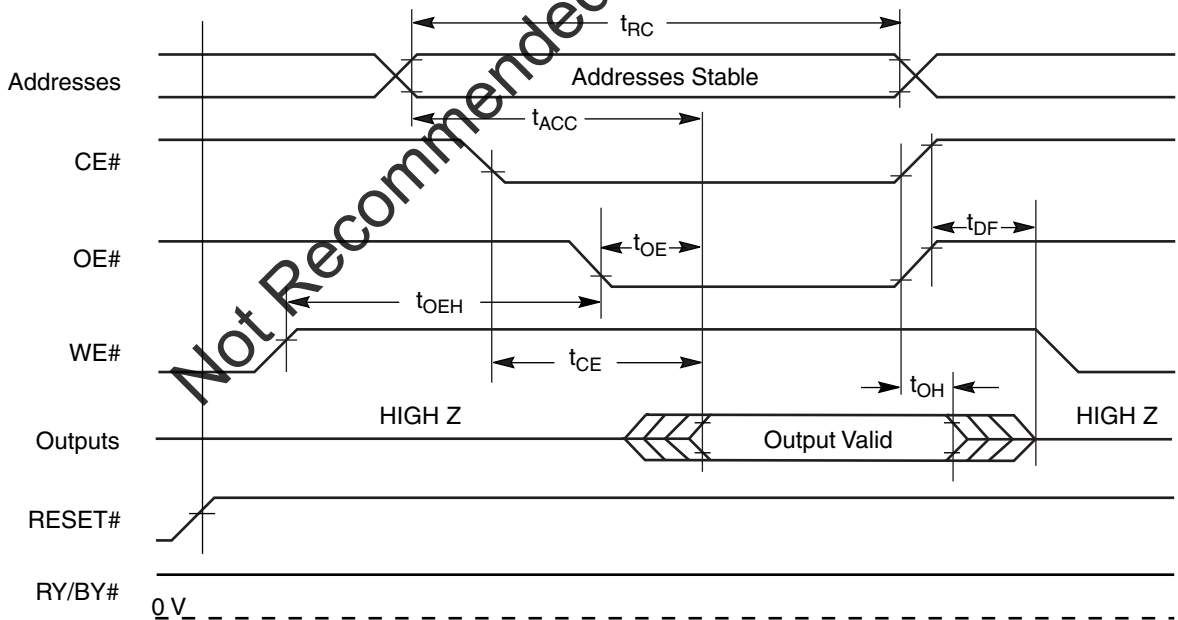 tRC
Addresses
Addresses Stable
tACC
CE#
tDF
OE#
tOE
tOEH
WE#
tCE
tOH
HIGH Z
HIGH Z
Outputs
Output Valid
RESET#
RY/BY#
0 V
Not Recommended